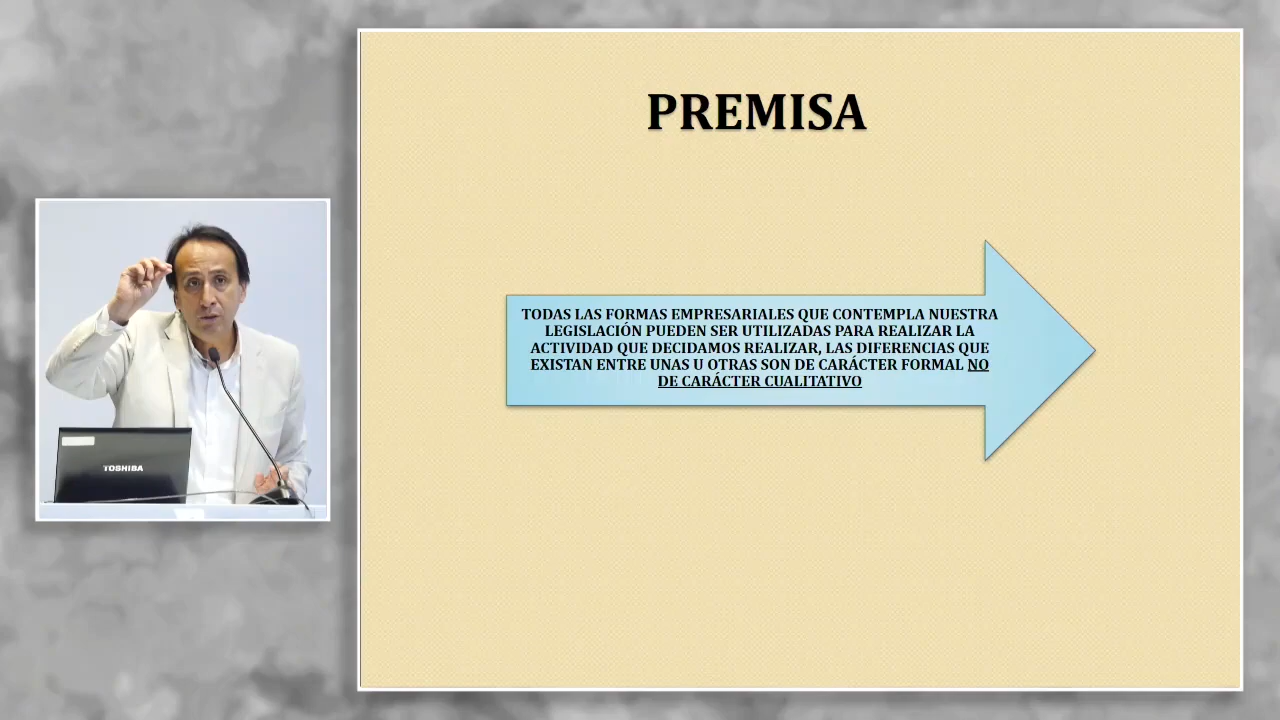 PREMISA
TODAS LAS FORMAS EMPRESARIALES QUE CONTEMPLA NUESTRA
LEGISLACIÓN PUEDEN SER UTILIZADAS PARA REALIZAR LA
ACTIVIDAD QUE DECIDAMOS REALIZAR, LAS DIFERENCIAS QUE
EXISTAN ENTRE UNAS U OTRAS SON DE CARÁCTER FORMAL NO
DE CARÁCTER CUALITATIVO
TOSHIBA